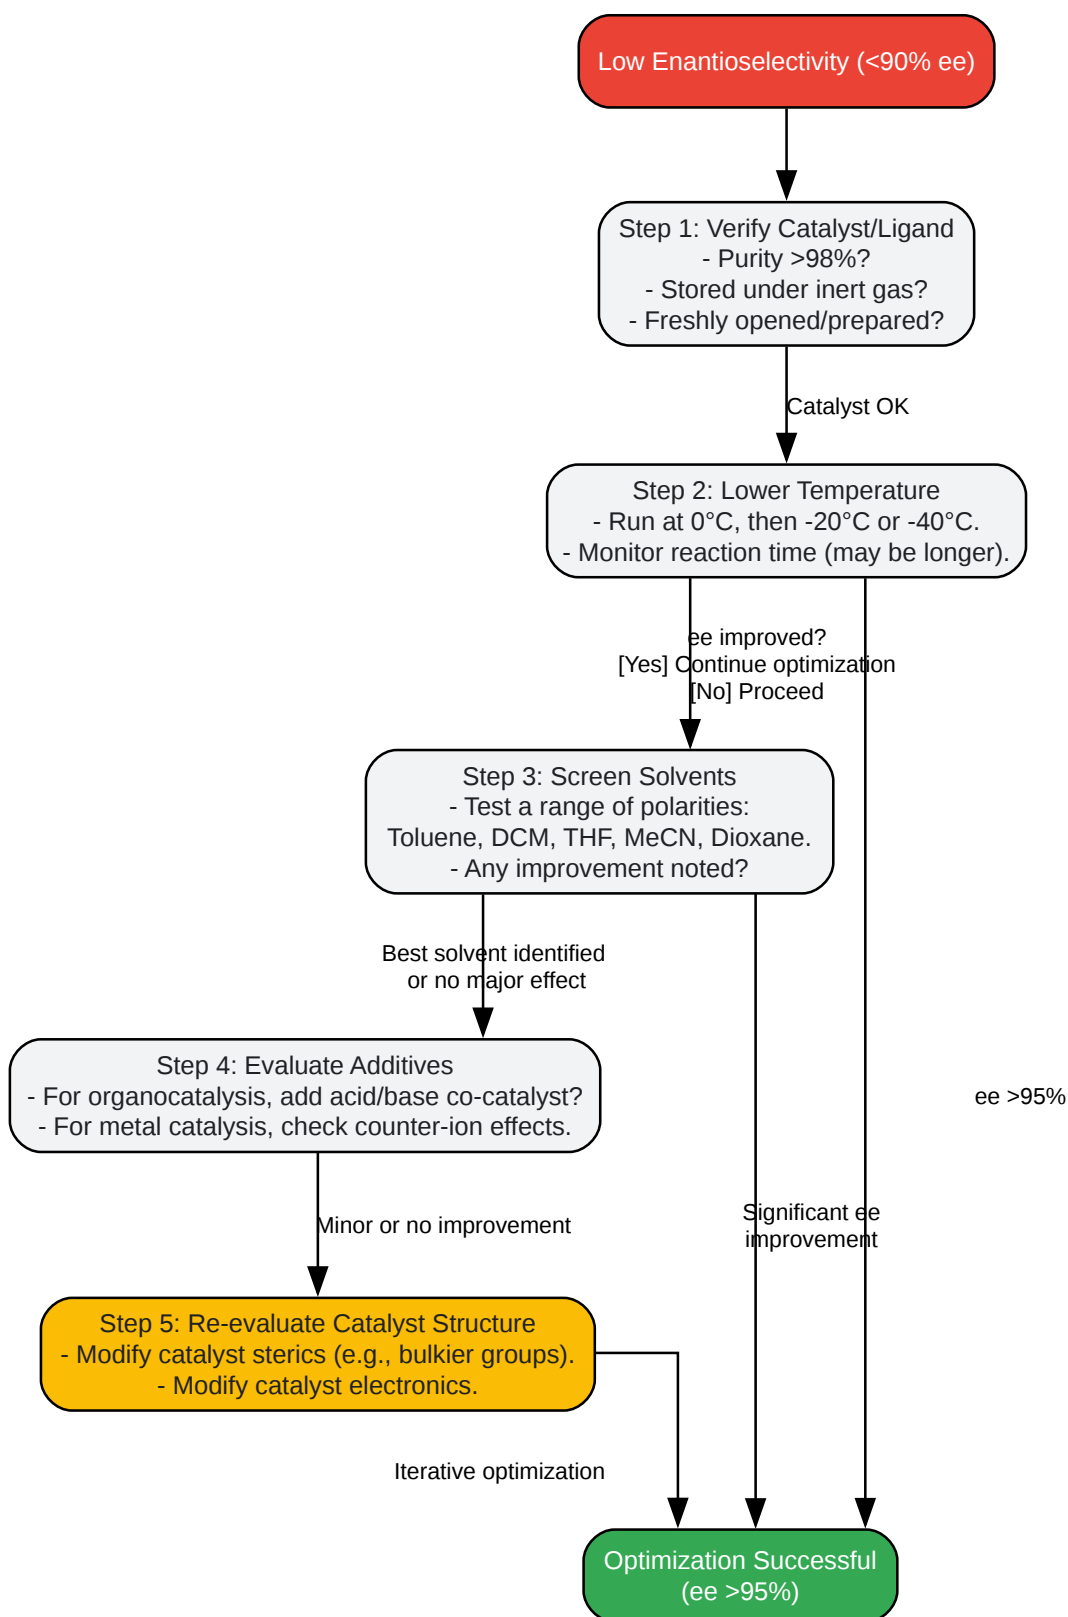 Low Enantioselectivity (<90% ee)
Step 1: Verify Catalyst/Ligand
- Purity >98%?
- Stored under inert gas?
- Freshly opened/prepared?
Catalyst OK
Step 2: Lower Temperature
- Run at 0°C, then -20°C or -40°C.
- Monitor reaction time (may be longer).
ee improved?
[Yes] Continue optimization
[No] Proceed
Step 3: Screen Solvents
- Test a range of polarities:
Toluene, DCM, THF, MeCN, Dioxane.
- Any improvement noted?
Best solvent identified
or no major effect
Step 4: Evaluate Additives
- For organocatalysis, add acid/base co-catalyst?
- For metal catalysis, check counter-ion effects.
ee >95%
Minor or no improvement
Significant ee
improvement
Step 5: Re-evaluate Catalyst Structure
- Modify catalyst sterics (e.g., bulkier groups).
- Modify catalyst electronics.
Iterative optimization
Optimization Successful
(ee >95%)